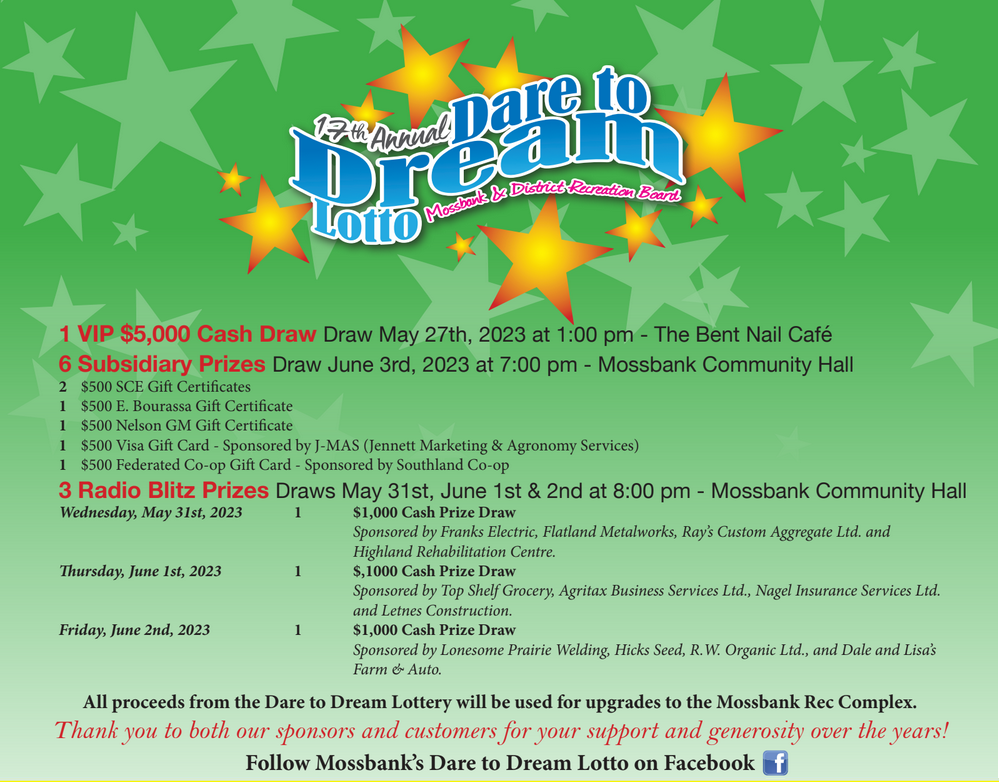 17th Annual
Dare to
Dream
Lotto
Mossbank & District Recreation Board
1 VIP $5,000 Cash Draw Draw May 27th, 2023 at 1:00 pm - The Bent Nail Café
6 Subsidiary Prizes Draw June 3rd, 2023 at 7:00 pm - Mossbank Community Hall
2 $500 SCE Gift Certificates
1 $500 E. Bourassa Gift Certificate
1 $500 Nelson GM Gift Certificate
1 $500 Visa Gift Card - Sponsored by J-MAS (Jennett Marketing & Agronomy Services)
1 $500 Federated Co-op Gift Card - Sponsored by Southland Co-op
3 Radio Blitz Prizes Draws May 31st, June 1st & 2nd at 8:00 pm - Mossbank Community Hall
Wednesday, May 31st, 2023 1 $1,000 Cash Prize Draw
Sponsored by Franks Electric, Flatland Metalworks, Ray's Custom Aggregate Ltd. and
Highland Rehabilitation Centre.
Thursday, June 1st, 2023 1 $,1000 Cash Prize Draw
Sponsored by Top Shelf Grocery, Agritax Business Services Ltd., Nagel Insurance Services Ltd.
and Letnes Construction.
Friday, June 2nd, 2023 1 $1,000 Cash Prize Draw
Sponsored by Lonesome Prairie Welding, Hicks Seed, R.W. Organic Ltd., and Dale and Lisa's
Farm & Auto.
All proceeds from the Dare to Dream Lottery will be used for upgrades to the Mossbank Rec Complex.
Thank you to both our sponsors and customers for your support and generosity over the years!
Follow Mossbank's Dare to Dream Lotto on Facebook f